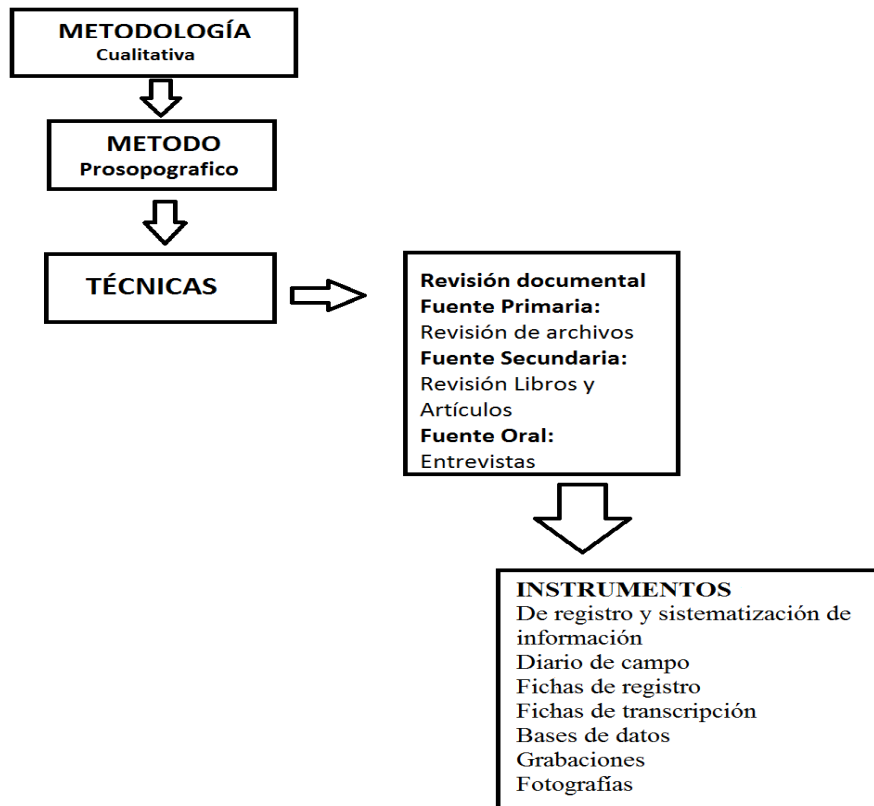 METODOLOGÍA
Cualitativa
METODO
Prosopografico
TÉCNICAS
Revisión documental
Fuente Primaria:
Revisión de archivos
Fuente Secundaria:
Revisión Libros y
Artículos
Fuente Oral:
Entrevistas
INSTRUMENTOS
De registro y sistematización de
información
Diario de campo
Fichas de registro
Fichas de transcripción
Bases de datos
Grabaciones
Fotografías